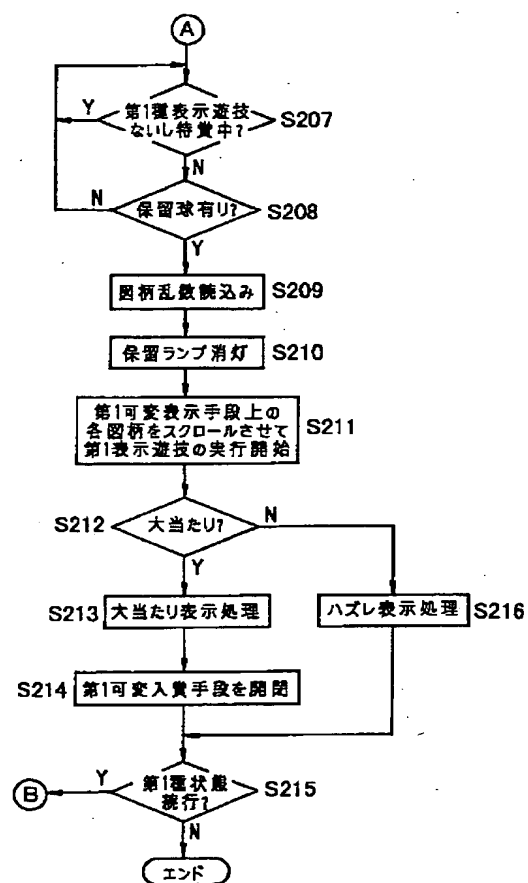 A
第1種表示遊技
ないし特賞中?
Y
S207
N
保留球有り?
N
S208
Y
図柄乱数読込み
S209
保留ランプ消灯
S210
第1可変表示手段上の
各図柄をスクロールさせて
第1表示遊技の実行開始
S211
S212
大当たり?
N
Y
S213
大当たり表示処理
ハズレ表示処理
S216
S214
第1可変入賞手段を開閉
B
Y
第1種状態
続行?
S215
N
エンド